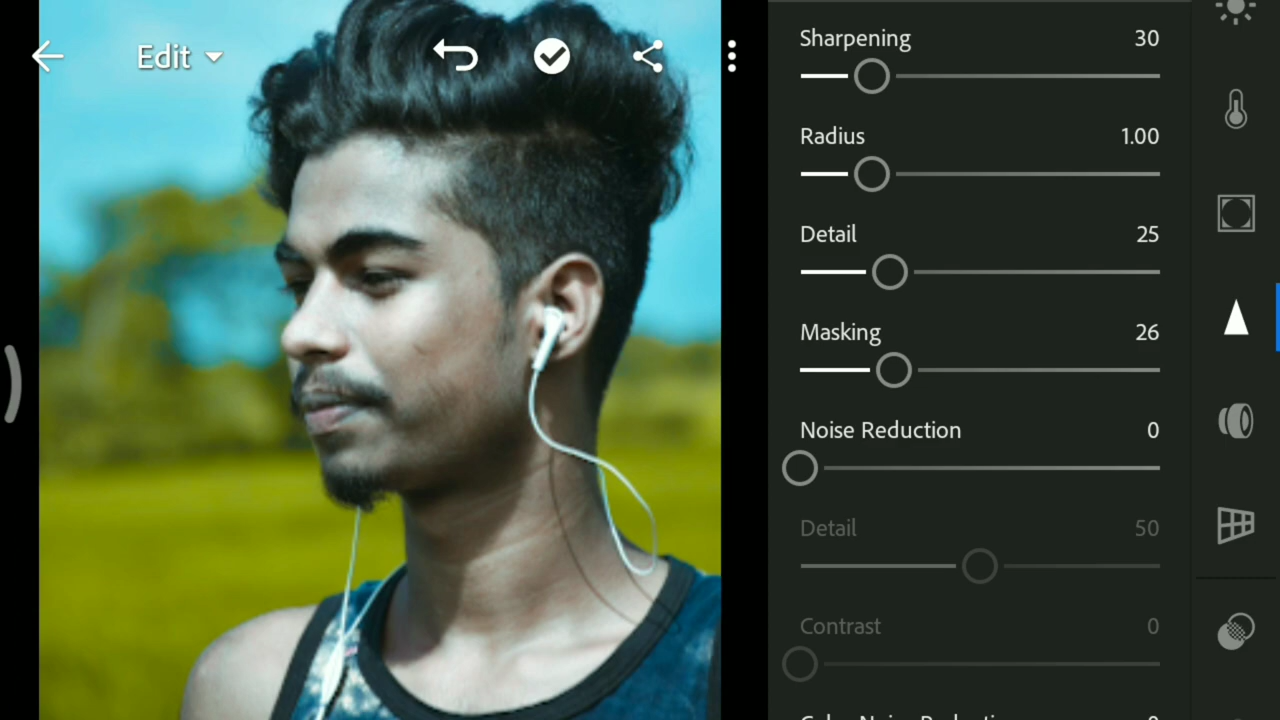 Edit
Sharpening 30
Radius 1.00
Detail 25
Masking 26
Noise Reduction 0
Detail 50
Contrast 0